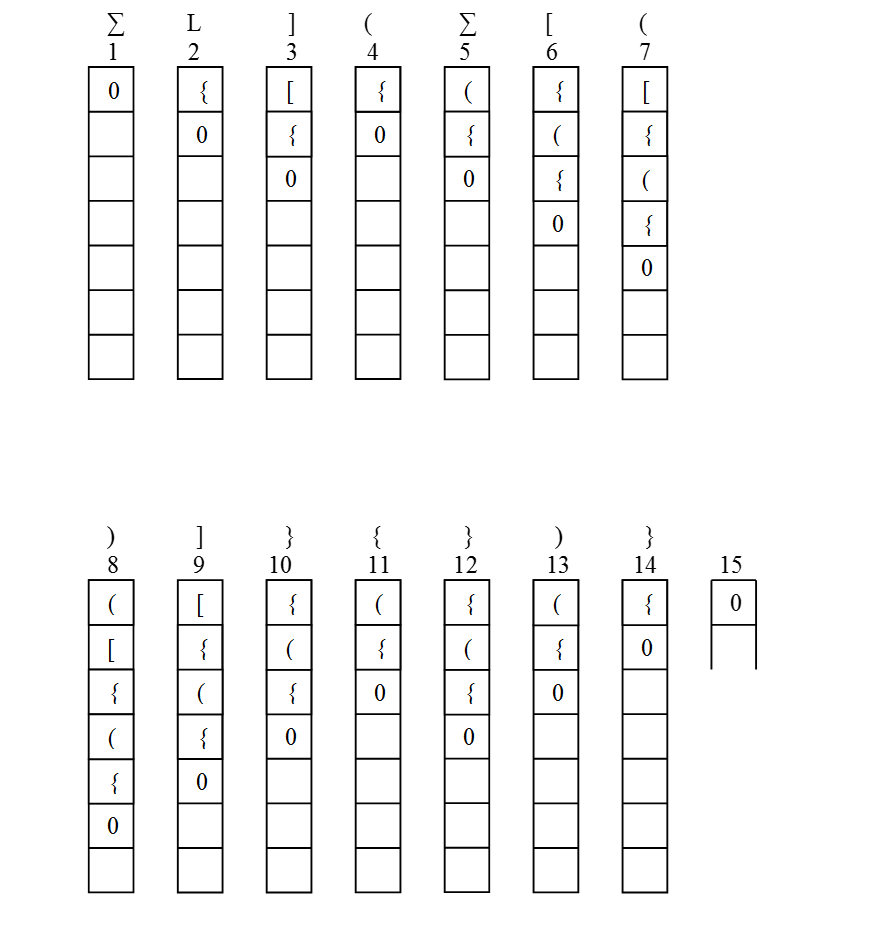 ∑ L ] ( ∑ [ (
1 2 3 4 5 6 7
0 { [ { ( { [
0 { 0 { ( {
0 0 { (
0 {
0
) ] } { } ) }
8 9 10 11 12 13 14 15
( [ { ( { ( { 0
[ { ( { ( { 0
{ ( { 0 { 0
( { 0 0
{ 0
0